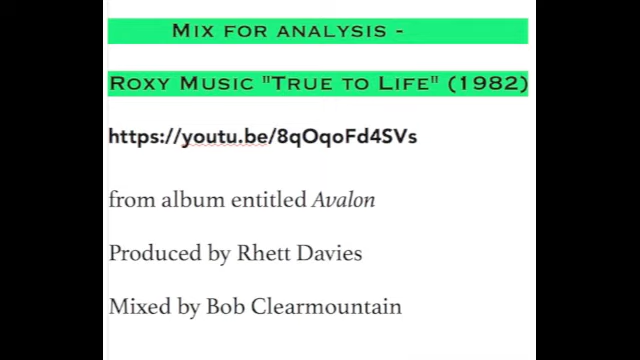 Mix for analysis -
Roxy Music "True to Life" (1982)
https://youtu.be/8qOqoFd4SVs
from album entitled Avalon
Produced by Rhett Davies
Mixed by Bob Clearmountain